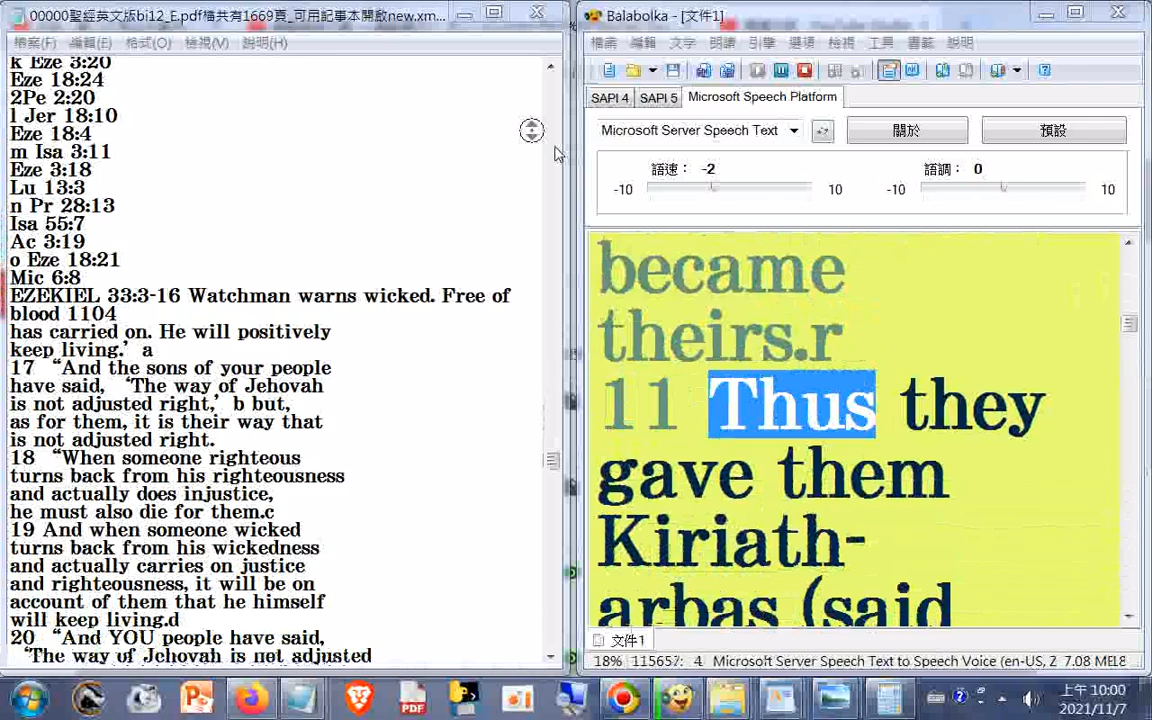 00000聖經英文版bi12_E.pdf檔共有1669頁_可用記事本開啟new.xm...
檔案(F) 編輯(E) 格式(O) 檢視(V) 說明(H)
k Eze 3:20
Eze 18:24
2Pe 2:20
l Jer 18:10
Eze 18:4
m Isa 3:11
Eze 3:18
Lu 13:3
n Pr 28:13
Isa 55:7
Ac 3:19
o Eze 18:21
Mic 6:8
EZEKIEL 33:3-16 Watchman warns wicked. Free of
blood 1104
has carried on. He will positively
keep living.’ a
17 “And the sons of your people
have said, ‘The way of Jehovah
is not adjusted right,’ b but,
as for them, it is their way that
is not adjusted right.
18 “When someone righteous
turns back from his righteousness
and actually does injustice,
he must also die for them.c
19 And when someone wicked
turns back from his wickedness
and actually carries on justice
and righteousness, it will be on
account of them that he himself
will keep living.d
20 “And YOU people have said,
‘The way of Jehovah is not adjusted
Balabolka - [文件1]
檔案 編輯 文字 朗讀 引擎 選項 檢視 工具 書籤 說明
SAPI 4 SAPI 5 Microsoft Speech Platform
Microsoft Server Speech Text 關於 預設
語速： -2 語調： 0
-10 10 -10 10
became
theirs.r
11 Thus they
gave them
Kiriath-
arbas (said
文件1
18% 115657: 4 Microsoft Server Speech Text to Speech Voice (en-US, 2 7.08 MEL8
上午 10:00
2021/11/7